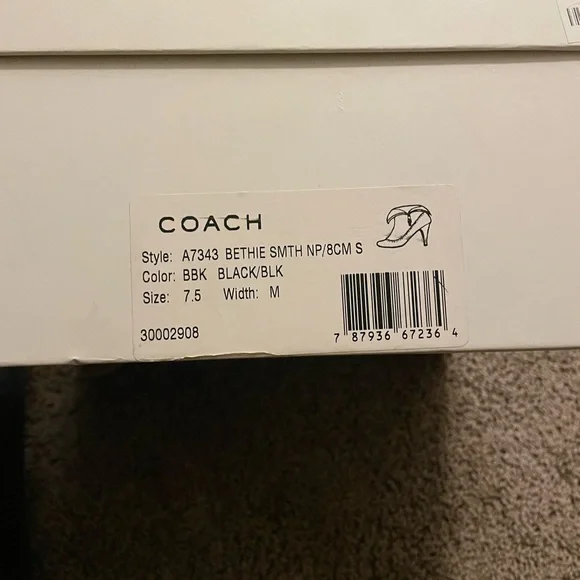 COACH
Style: A7343 BETHIE SMTH NP/8CM S
Color: BBK BLACK/BLK
Size: 7.5 Width: M
30002908
7 87936 67236 4